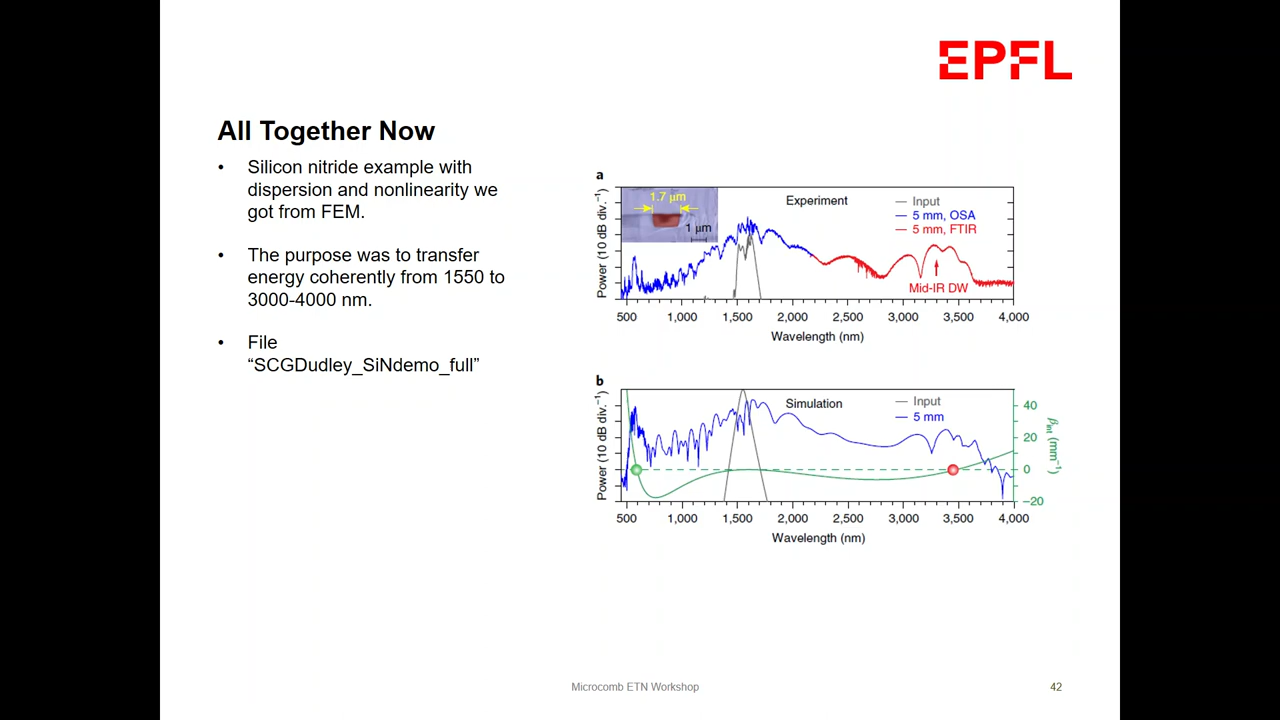 EPFL
All Together Now
• Silicon nitride example with
dispersion and nonlinearity we
got from FEM.
• The purpose was to transfer
energy coherently from 1550 to
3000-4000 nm.
• File
“SCGDudley_SiNdemo_full”
a
Power (10 dB div.⁻¹)
1.7 µm
1 µm
Experiment
Input
5 mm, OSA
5 mm, FTIR
Mid-IR DW
500 1,000 1,500 2,000 2,500 3,000 3,500 4,000
Wavelength (nm)
b
Power (10 dB div.⁻¹)
Simulation
Input
5 mm
40
20
0
−20
βint (mm⁻¹)
500 1,000 1,500 2,000 2,500 3,000 3,500 4,000
Wavelength (nm)
Microcomb ETN Workshop
42